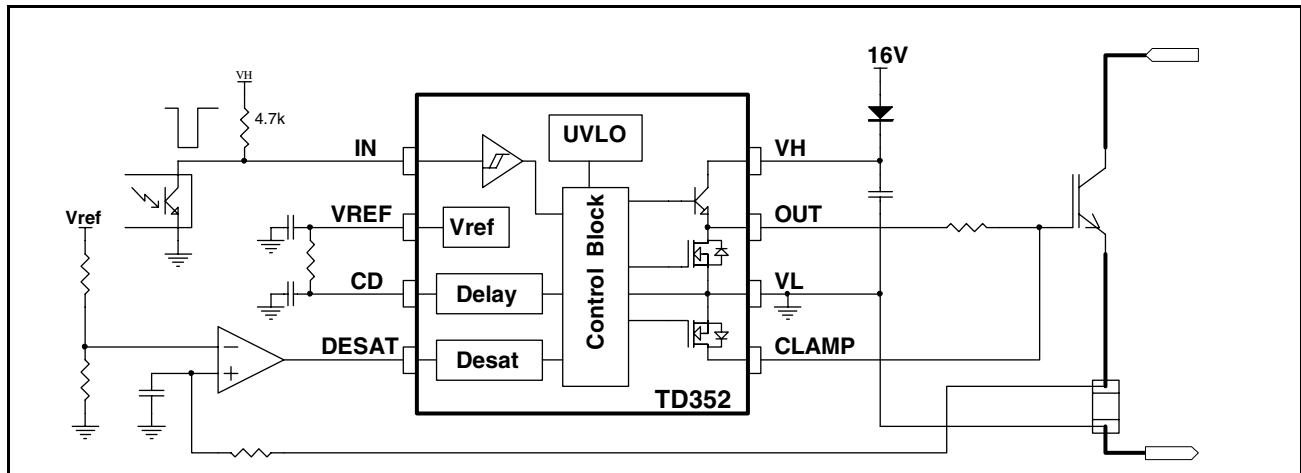 16V
VH
4.7k
IN
UVLO
VH
Vref
VREF
Vref
Control Block
OUT
CD
Delay
VL
DESAT
Desat
CLAMP
TD352